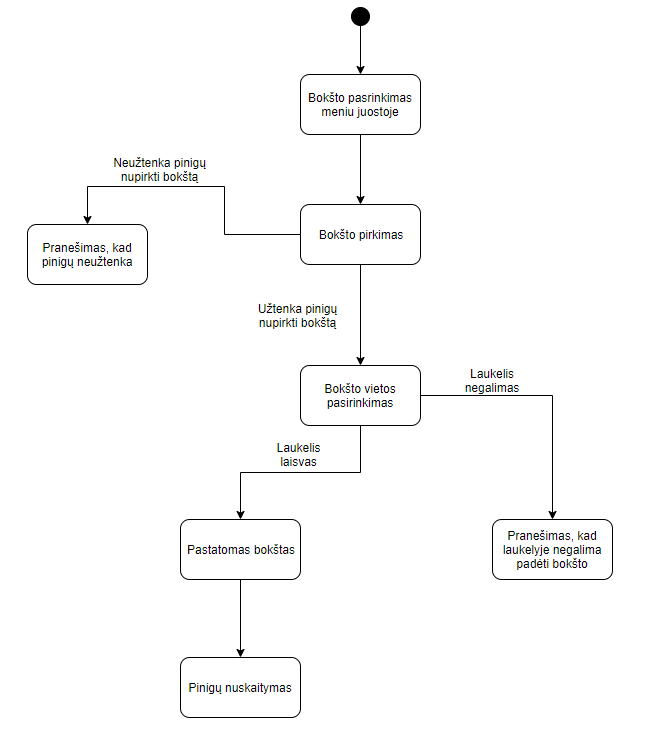 Bokšto pasrinkimas
meniu juostoje
Neužtenka pinigų
nupirkti bokštą
Bokšto pirkimas
Pranešimas, kad
pinigų neužtenka
Užtenka pinigų
nupirkti bokštą
Bokšto vietos
pasirinkimas
Laukelis
negalimas
Laukelis
laisvas
Pastatomas bokštas
Pranešimas, kad
laukelyje negalima
padėti bokšto
Pinigų nuskaitymas